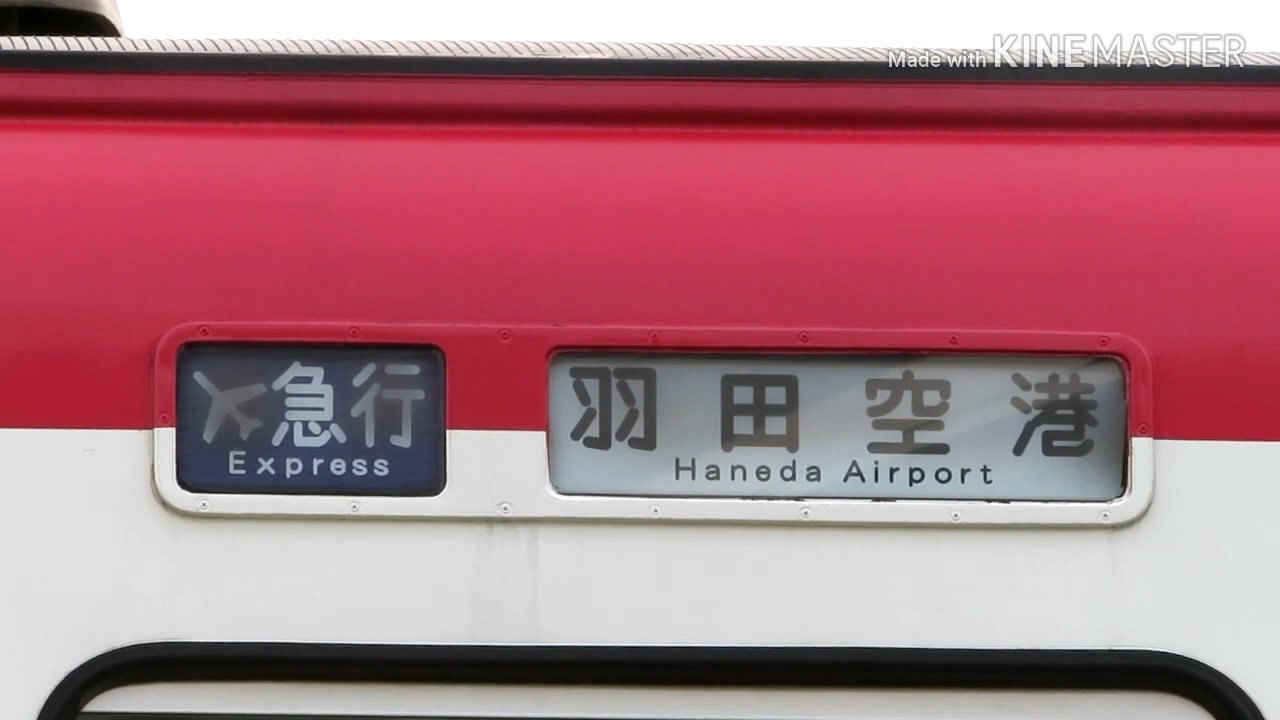 Made with KINEMASTER
急行
Express
羽田空港
Haneda Airport